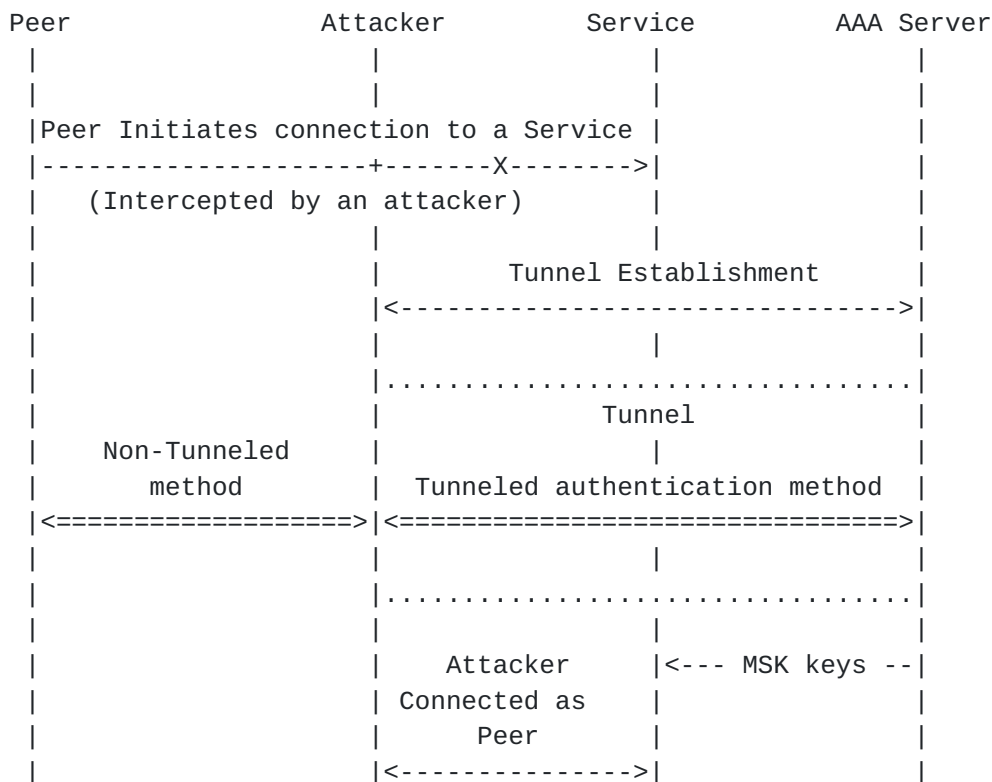 Peer                  Attacker         Service         AAA Server
 |                      |                 |                |
 |                      |                 |                |
 |Peer Initiates connection to a Service |                |
 |---------------------+-------X-------->|                |
 |   (Intercepted by an attacker)        |                |
 |                      |                 |                |
 |                      |        Tunnel Establishment      |
 |                      |<-------------------------------->|
 |                      |                 |                |
 |                      |..................................|
 |                      |              Tunnel              |
 |    Non-Tunneled      |                 |                |
 |       method         |  Tunneled authentication method  |
 |<===================>|<================================>|
 |                      |                 |                |
 |                      |..................................|
 |                      |                 |                |
 |                      |    Attacker     |<--- MSK keys --|
 |                      | Connected as    |                |
 |                      |      Peer       |                |
 |                      |<--------------->|                |